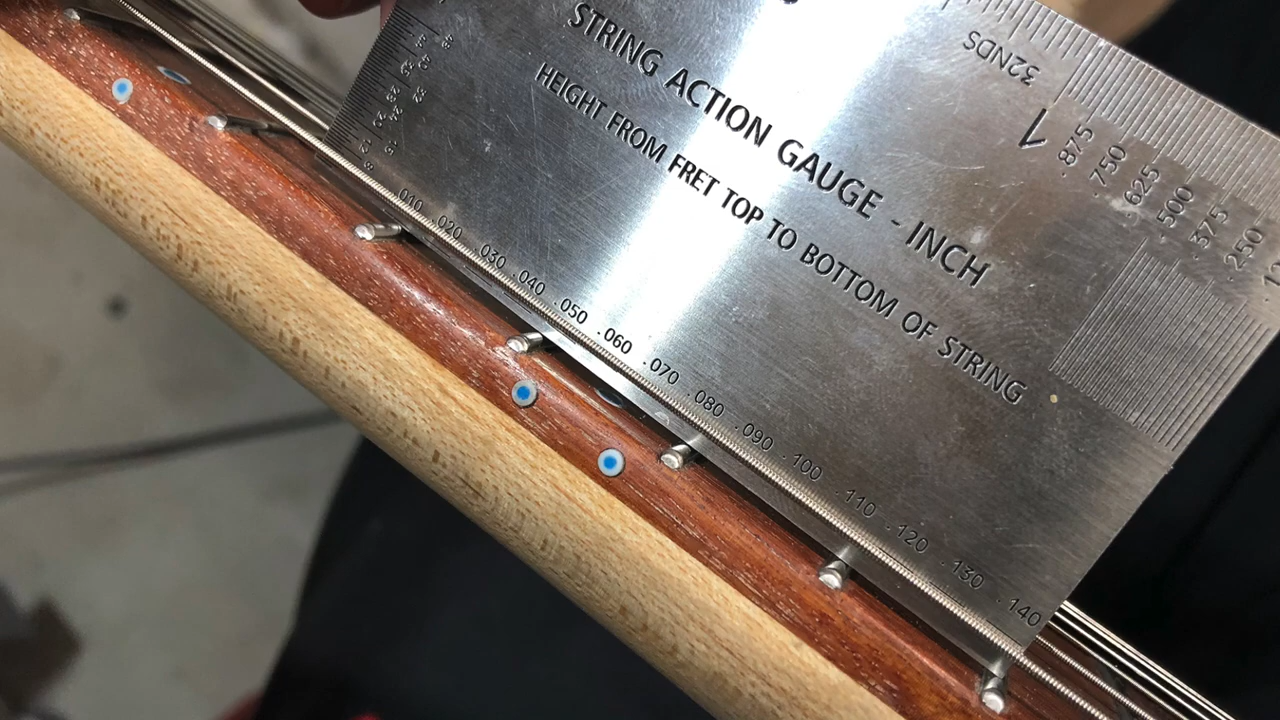 STRING ACTION GAUGE - INCH
HEIGHT FROM FRET TOP TO BOTTOM OF STRING
.010 .020 .030 .040 .050 .060 .070 .080 .090 .100 .110 .120 .130 .140
32NDS
1
.875
.750
.625
.500
.375
.250